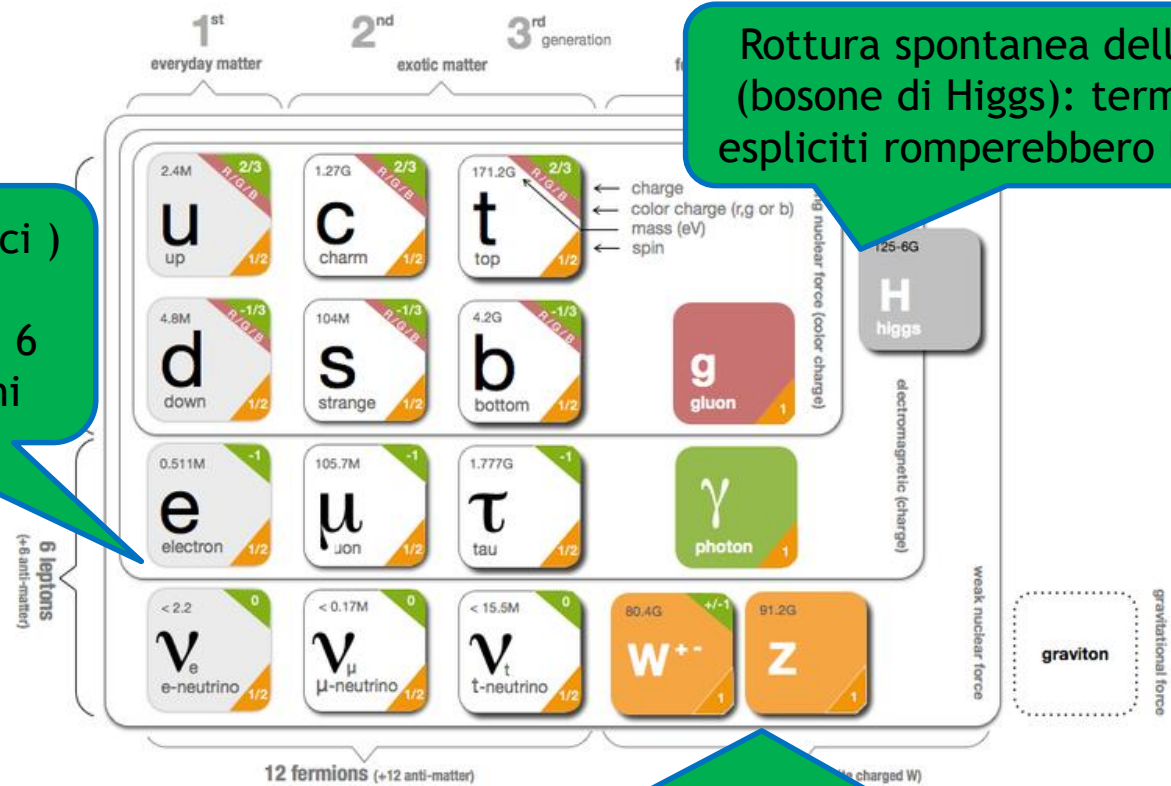 1st
2nd
3rd generation
everyday matter
exotic matter
Rottura spontanea
(bosone di Higgs):
espliciti romperebbero
ci )
6
2.4M 2/3
R/G/B
u
up 1/2
1.27G 2/3
R/G/B
c
charm 1/2
171.2G 2/3
R/G/B
t
top 1/2
charge
color charge (r,g or b)
mass (eV)
spin
nuclear force (color charge)
125-6G
H
higgs
4.8M -1/3
R/G/B
d
down 1/2
104M -1/3
R/G/B
s
strange 1/2
4.2G -1/3
R/G/B
b
bottom 1/2
g
gluon 1
electromagnetic (charge)
6 leptons
(+6 anti-matter)
0.511M -1
e
electron 1/2
105.7M -1
μ
1/2
1.777G -1
τ
tau 1/2
γ
photon 1
weak nuclear force
< 2.2 0
νe
e-neutrino 1/2
< 0.17M 0
νμ
μ-neutrino 1/2
< 15.5M 0
νt
t-neutrino 1/2
80.4G +/-1
W+-
1
91.2G
Z
1
graviton
gravitational force
12 fermions (+12 anti-matter)
charged W)